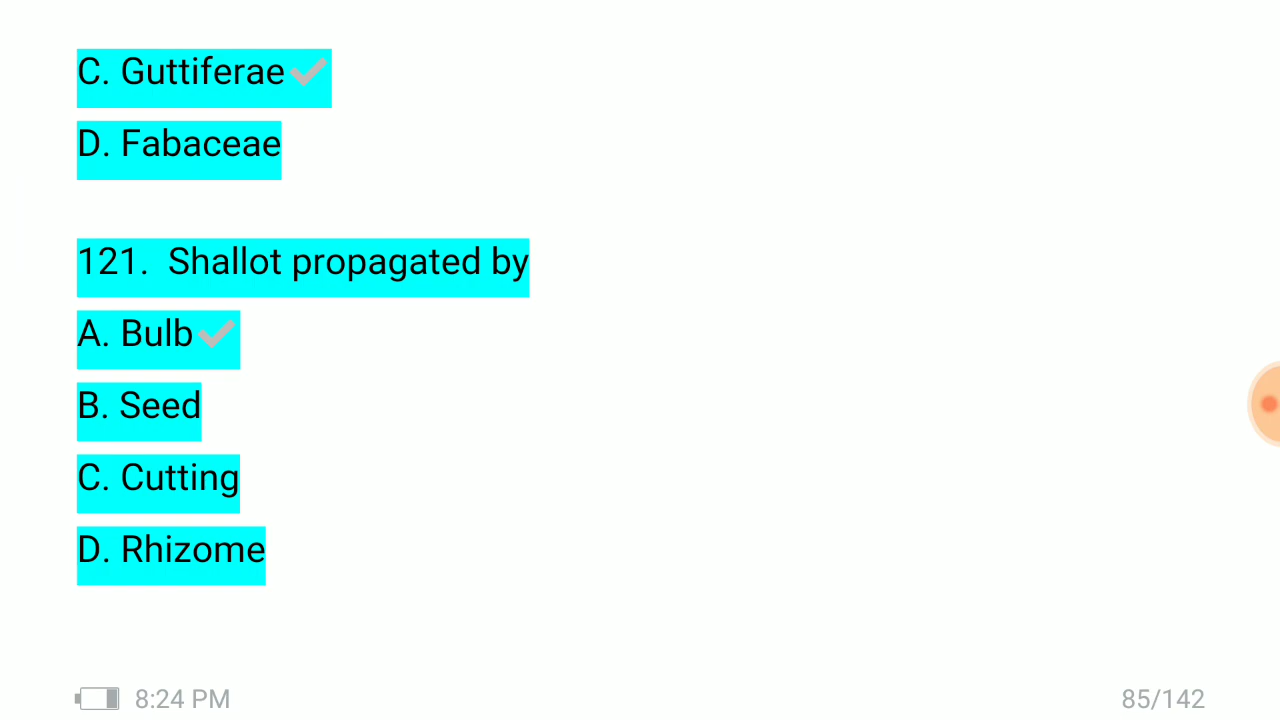 C. Guttiferae✔
D. Fabaceae
121.  Shallot propagated by
A. Bulb✔
B. Seed
C. Cutting
D. Rhizome
8:24 PM
85/142